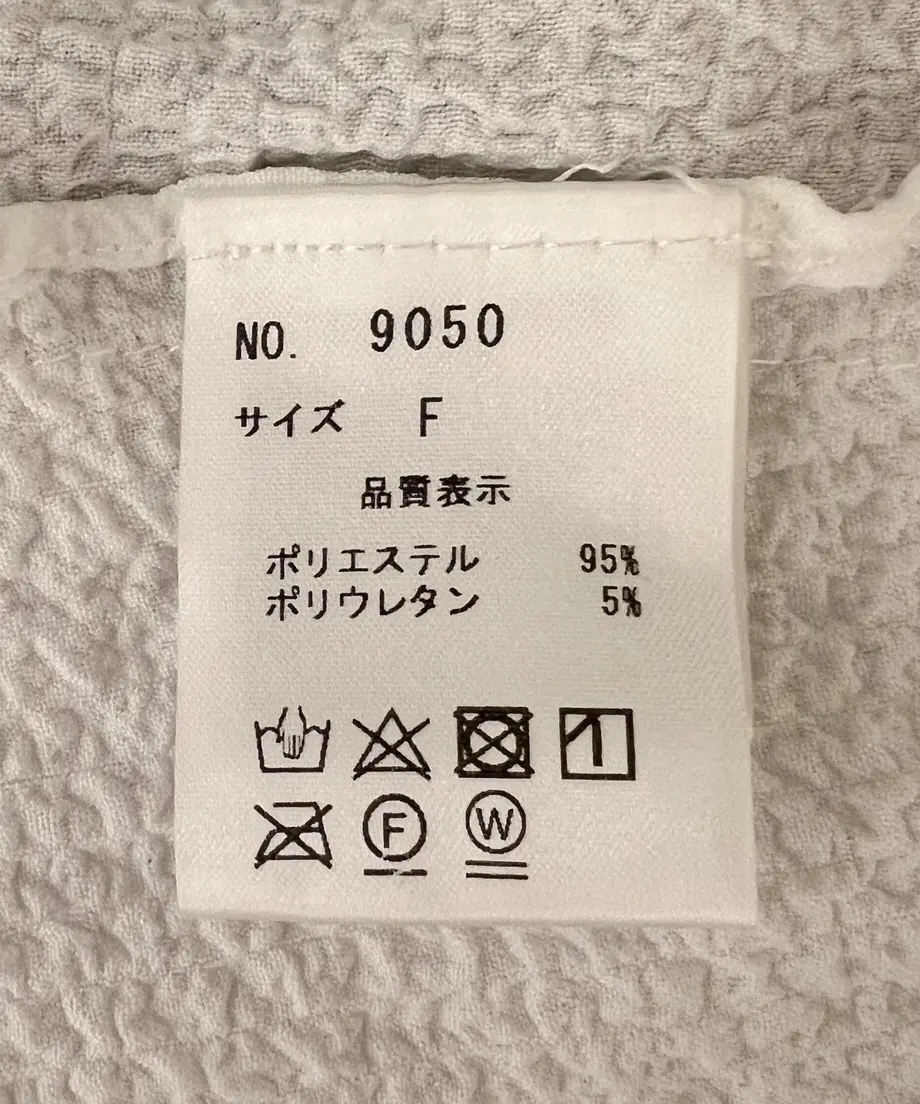 NO. 9050
サイズ F
品質表示
ポリエステル 95%
ポリウレタン 5%
F
W